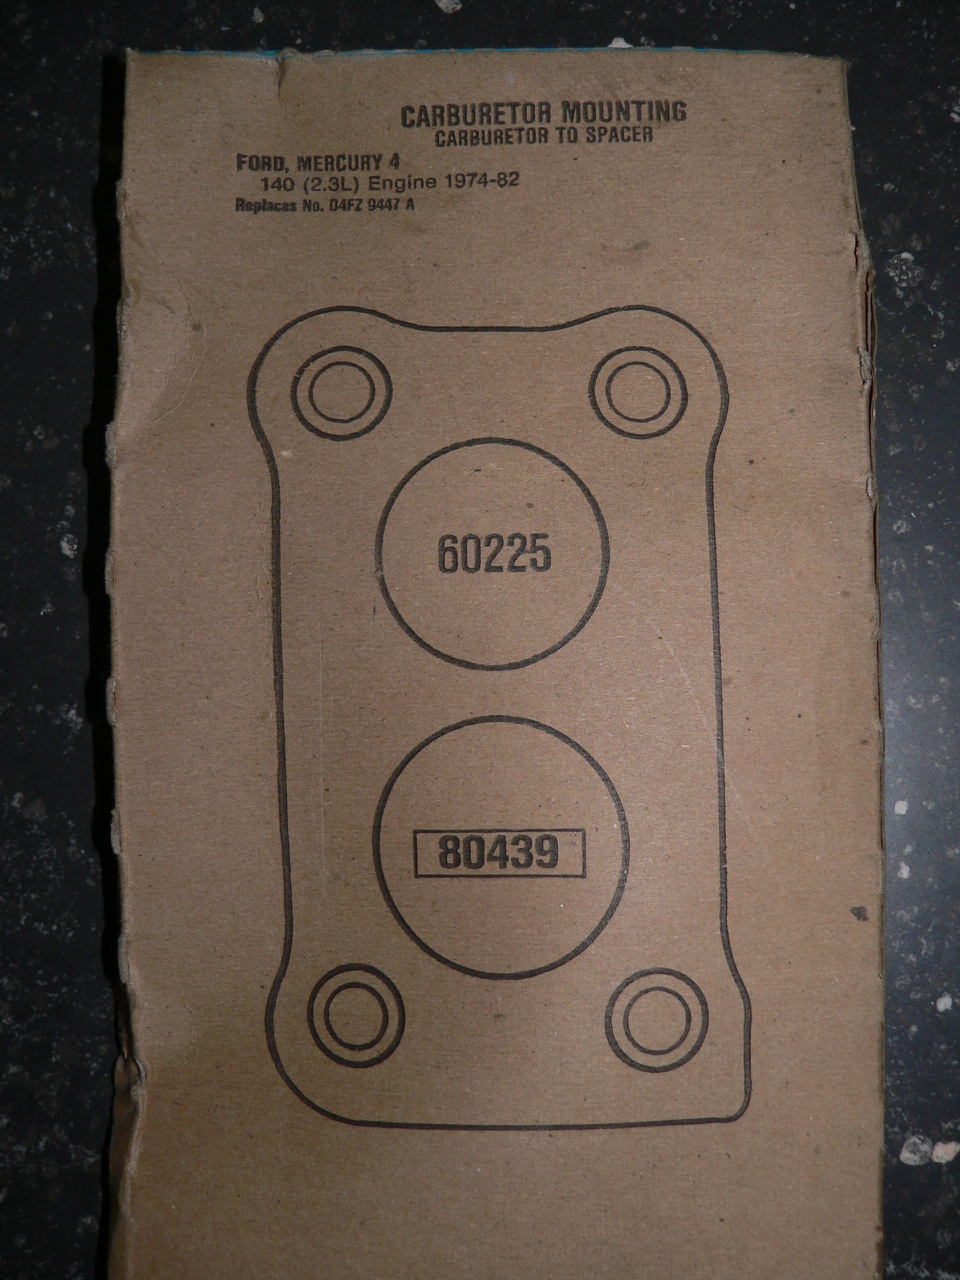 CARBURETOR MOUNTING
CARBURETOR TO SPACER
FORD, MERCURY 4
140 (2.3L) Engine 1974-82
Replaces No. D4FZ 9447 A
60225
80439